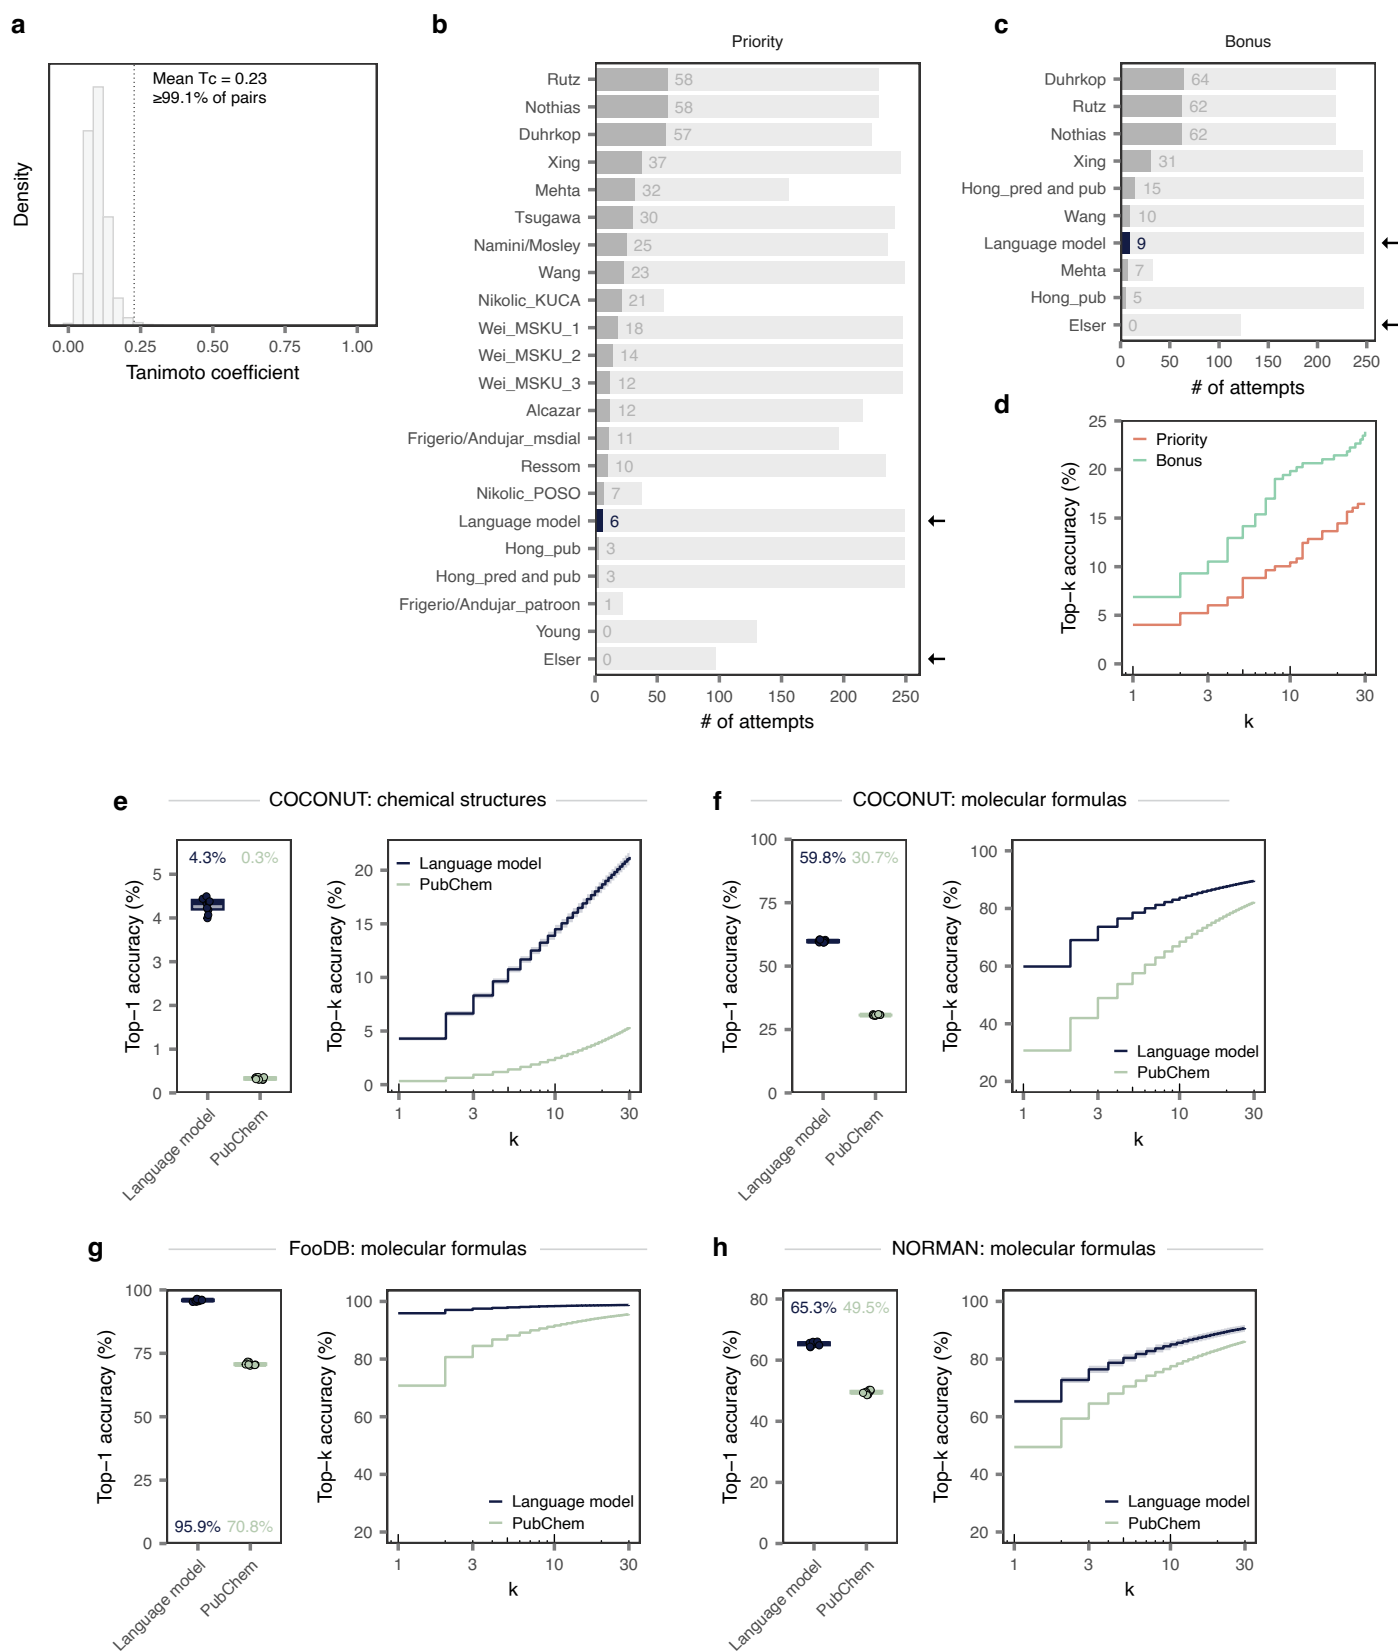 a
Mean Tc = 0.23
≥99.1% of pairs
Density
0.00 0.25 0.50 0.75 1.00
Tanimoto coefficient
b
Priority
Rutz 58
Nothias 58
Duhrkop 57
Xing 37
Mehta 32
Tsugawa 30
Namini/Mosley 25
Wang 23
Nikolic_KUCA 21
Wei_MSKU_1 18
Wei_MSKU_2 14
Wei_MSKU_3 12
Alcazar 12
Frigerio/Andujar_msdial 11
Ressom 10
Nikolic_POSO 7
Language model 6
Hong_pub 3
Hong_pred and pub 3
Frigerio/Andujar_patroon 1
Young 0
Elser 0
0 50 100 150 200 250
# of attempts
c
Bonus
Duhrkop 64
Rutz 62
Nothias 62
Xing 31
Hong_pred and pub 15
Wang 10
Language model 9
Mehta 7
Hong_pub 5
Elser 0
0 50 100 150 200 250
# of attempts
d
Top−k accuracy (%)
25
20
15
10
5
0
Priority
Bonus
1 3 10 30
k
e
COCONUT: chemical structures
Top−1 accuracy (%)
5
4
3
2
1
0
4.3% 0.3%
Language model
PubChem
Top−k accuracy (%)
20
15
10
5
0
Language model
PubChem
1 3 10 30
k
f
COCONUT: molecular formulas
Top−1 accuracy (%)
100
75
50
25
0
59.8% 30.7%
Language model
PubChem
Top−k accuracy (%)
100
80
60
40
20
Language model
PubChem
1 3 10 30
k
g
FooDB: molecular formulas
Top−1 accuracy (%)
100
75
50
25
0
95.9% 70.8%
Language model
PubChem
Top−k accuracy (%)
100
80
60
40
20
Language model
PubChem
1 3 10 30
k
h
NORMAN: molecular formulas
Top−1 accuracy (%)
80
60
40
20
0
65.3% 49.5%
Language model
PubChem
Top−k accuracy (%)
100
80
60
40
20
Language model
PubChem
1 3 10 30
k